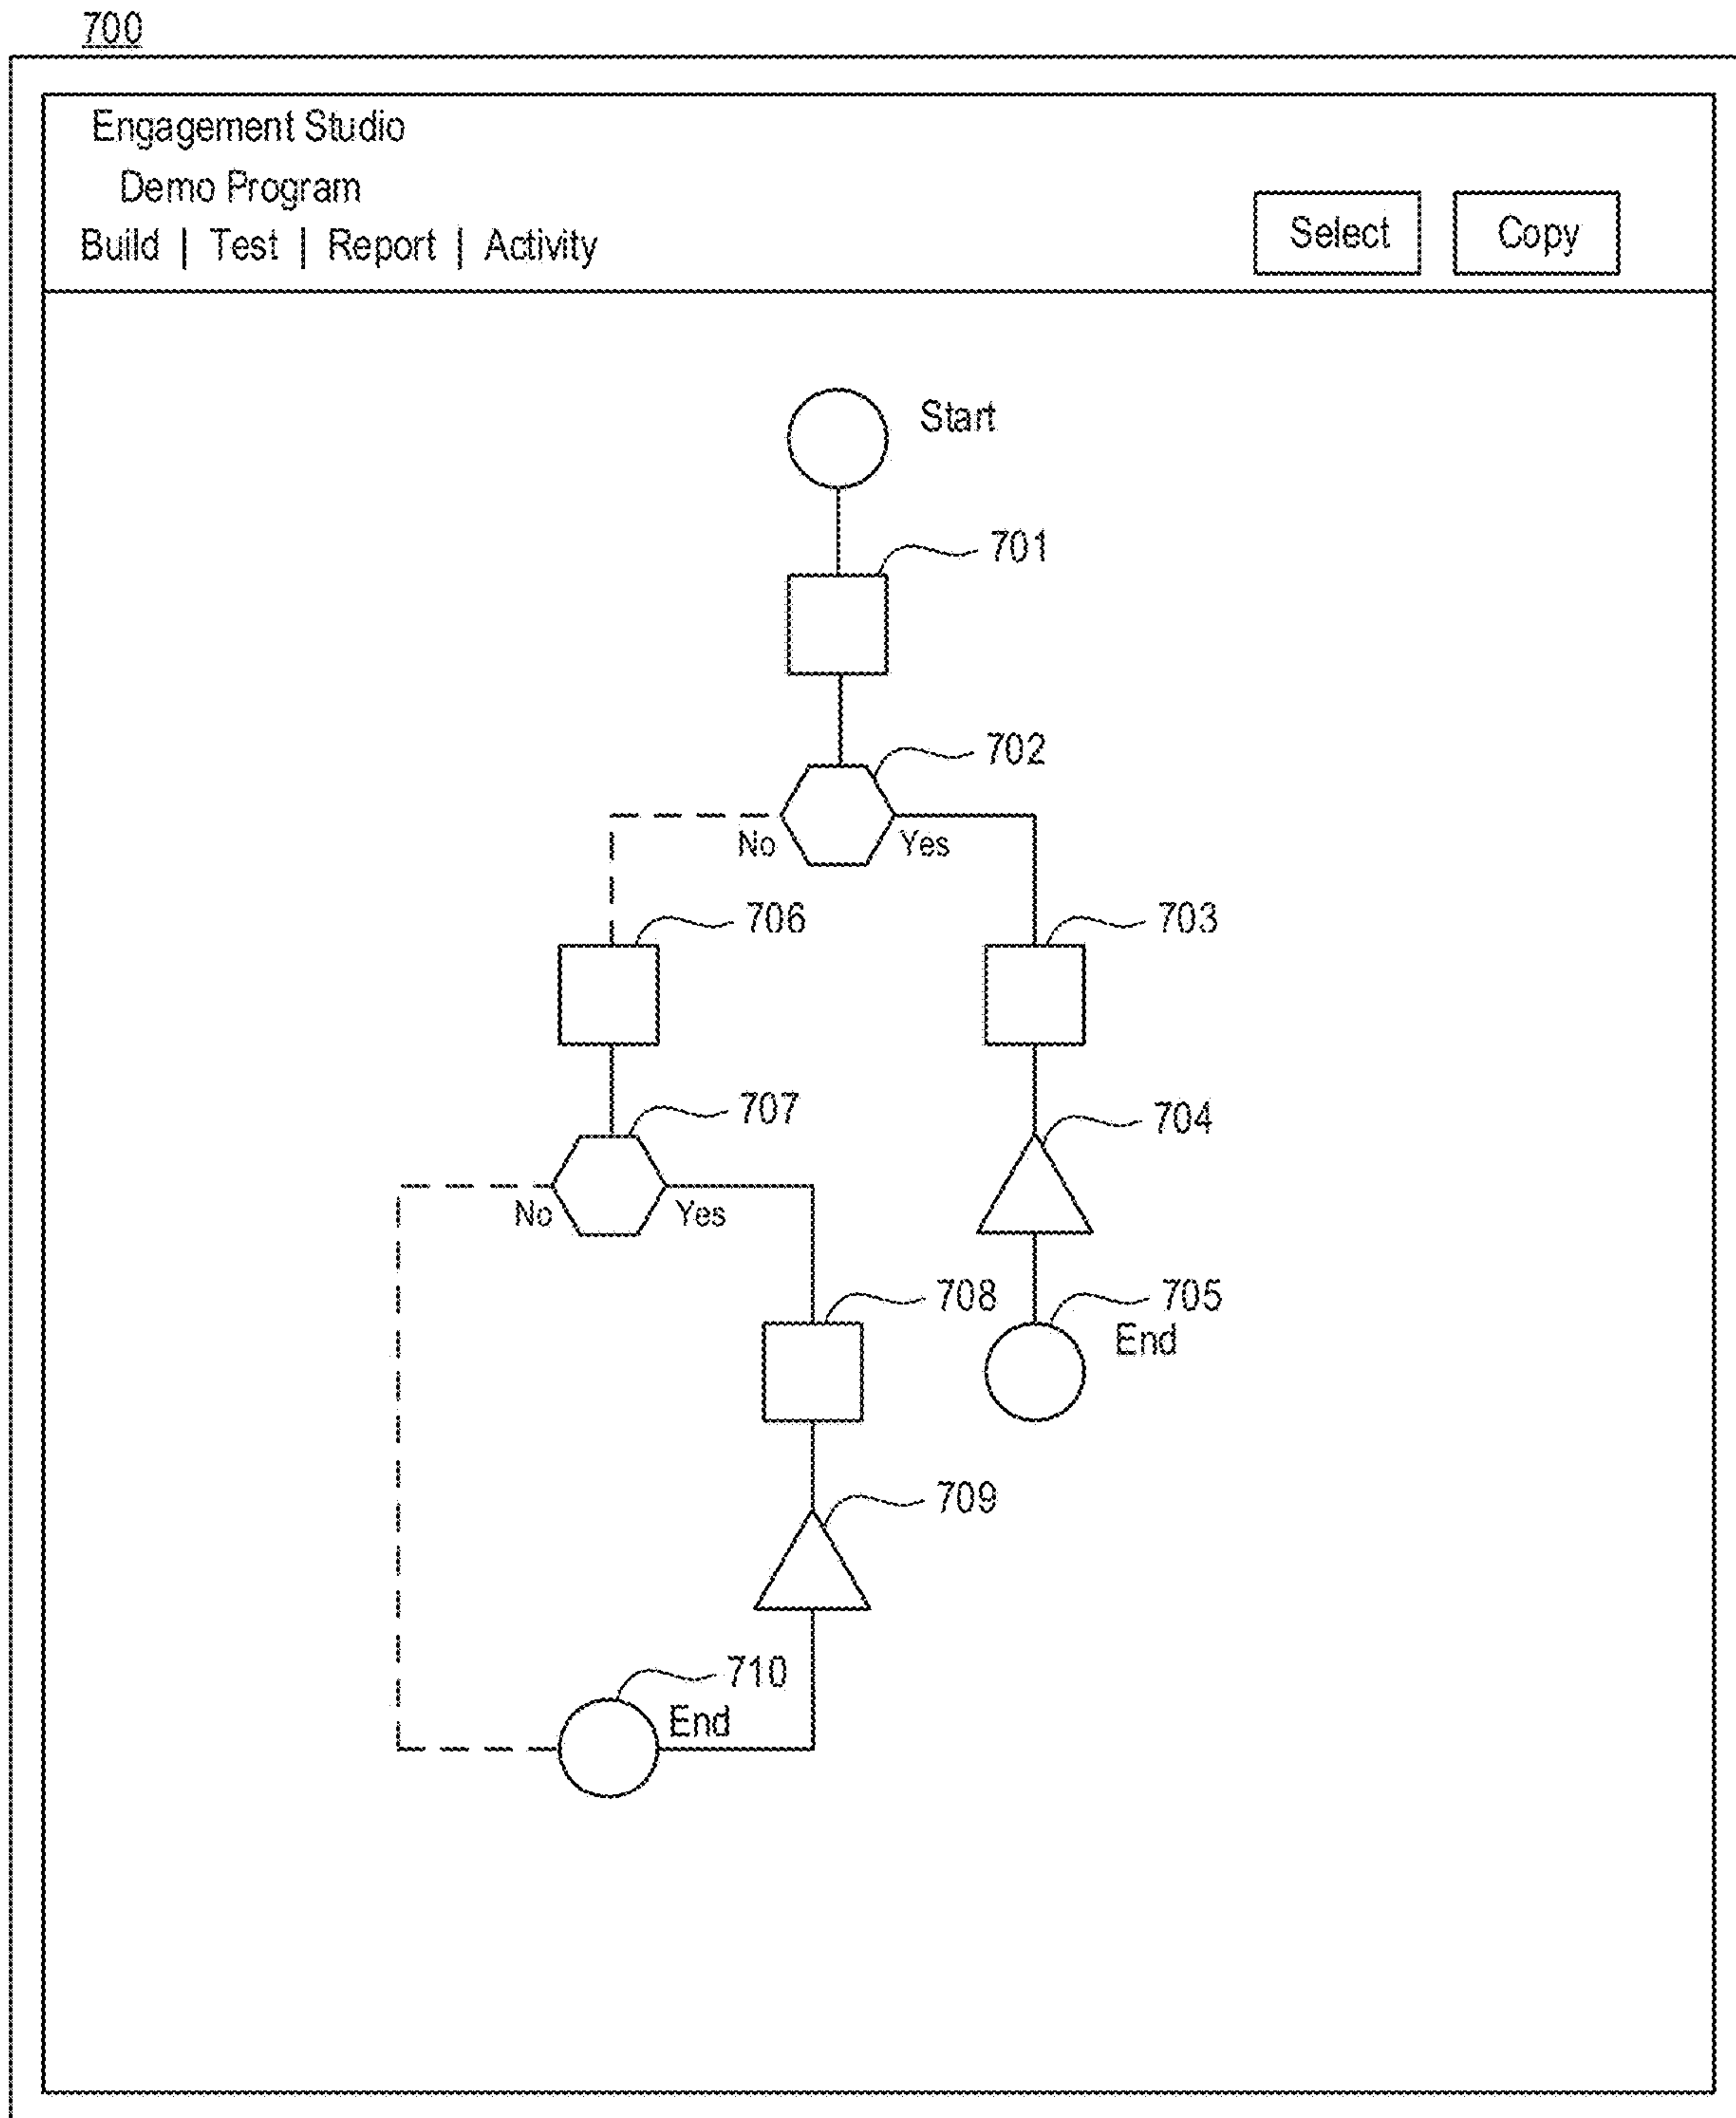 700
Engagement Studio
Demo Program
Build | Test | Report | Activity
Select
Copy
Start
701
702
No
Yes
706
703
707
704
No
Yes
708
705
End
709
710
End